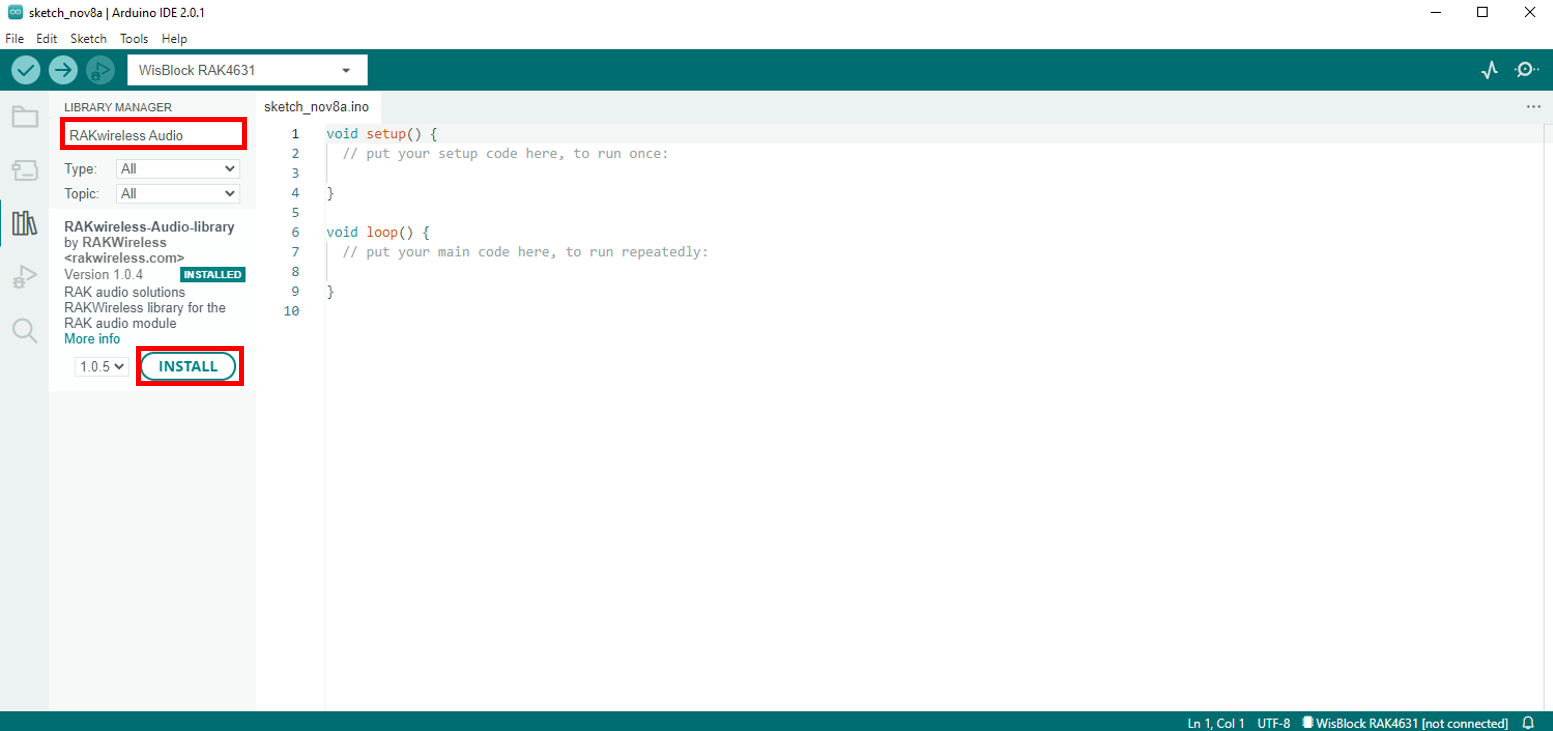 sketch_nov8a | Arduino IDE 2.0.1
File Edit Sketch Tools Help
WisBlock RAK4631
LIBRARY MANAGER
RAKwireless Audio
Type: All
Topic: All
RAKwireless-Audio-library
by RAKWireless
<rakwireless.com>
Version 1.0.4 INSTALLED
RAK audio solutions
RAKWireless library for the
RAK audio module
More info
1.0.5 INSTALL
sketch_nov8a.ino
1 void setup() {
2 // put your setup code here, to run once:
3
4 }
5
6 void loop() {
7 // put your main code here, to run repeatedly:
8
9 }
10
Ln 1, Col 1 UTF-8 WisBlock RAK4631 [not connected]